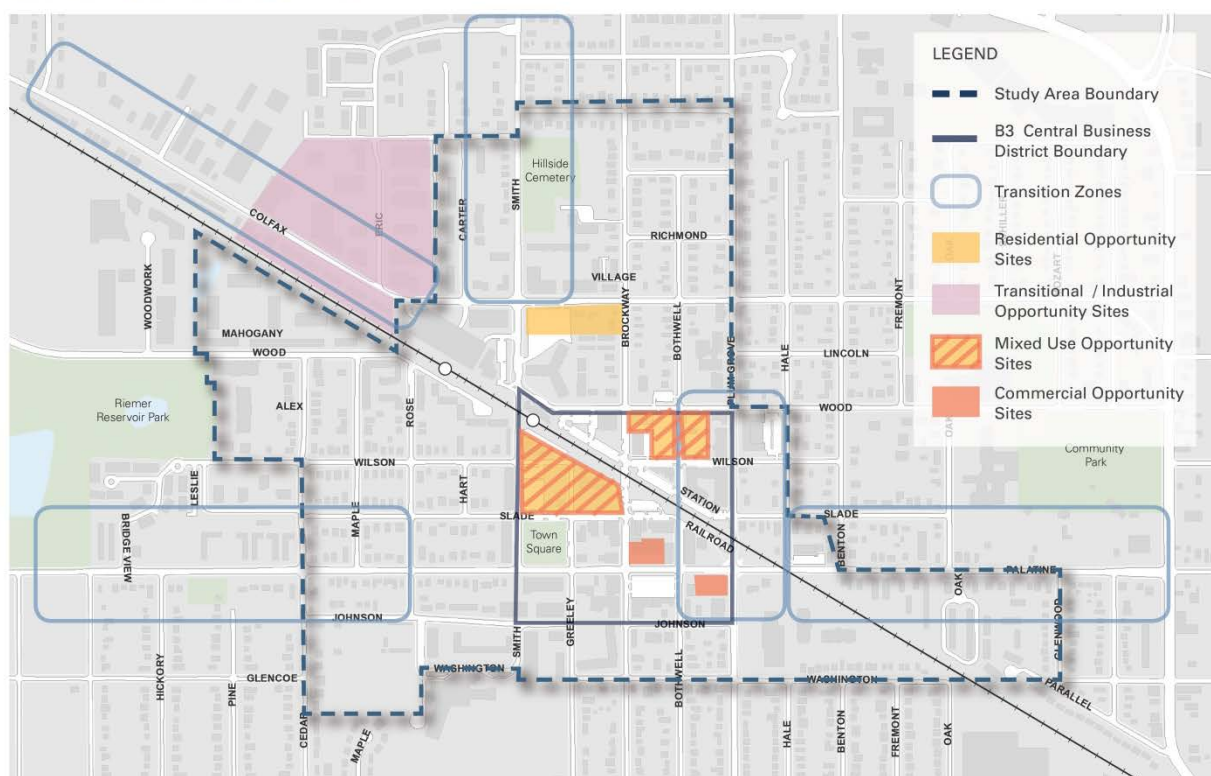 LEGEND
Study Area Boundary
B3 Central Business
District Boundary
Transition Zones
Residential Opportunity
Sites
Transitional / Industrial
Opportunity Sites
Mixed Use Opportunity
Sites
Commercial Opportunity
Sites
Hillside
Cemetery
SMITH
CARTER
ERIC
COLFAX
RICHMOND
VILLAGE
BROCKWAY
BOTHWELL
PLUM GROVE
HALE
FREMONT
LINCOLN
WOODWORK
MAHOGANY
WOOD
WOOD
Riemer
Reservoir Park
ALEX
ROSE
OAK
WILSON
WILSON
Community
Park
LESLIE
HART
STATION
RAILROAD
SLADE
SLADE
BRIDGE VIEW
MAPLE
Town
Square
BENTON
PALATINE
OAK
GLENWOOD
JOHNSON
JOHNSON
SMITH
GREELEY
HICKORY
PINE
GLENCOE
WASHINGTON
BOTHWELL
WASHINGTON
PARALLEL
CEDAR
MAPLE
HALE
BENTON
FREMONT
OAK